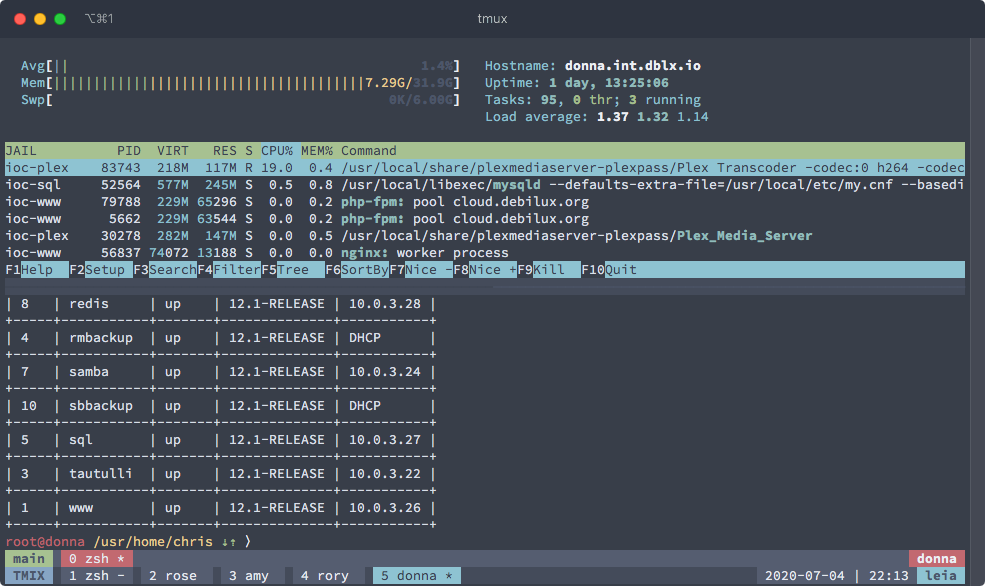 ⌥⌘1 tmux
Avg[|| 1.4%] Hostname: donna.int.dblx.io
Mem[|||||||||||||||||||||||||||||||||||||||7.29G/31.9G] Uptime: 1 day, 13:25:06
Swp[ 0K/6.00G] Tasks: 95, 0 thr; 3 running
Load average: 1.37 1.32 1.14
JAIL PID VIRT RES S CPU% MEM% Command
ioc-plex 83743 218M 117M R 19.0 0.4 /usr/local/share/plexmediaserver-plexpass/Plex Transcoder -codec:0 h264 -codec
ioc-sql 52564 577M 245M S 0.5 0.8 /usr/local/libexec/mysqld --defaults-extra-file=/usr/local/etc/my.cnf --basedi
ioc-www 79788 229M 65296 S 0.0 0.2 php-fpm: pool cloud.debilux.org
ioc-www 5662 229M 63544 S 0.0 0.2 php-fpm: pool cloud.debilux.org
ioc-plex 30278 282M 147M S 0.0 0.5 /usr/local/share/plexmediaserver-plexpass/Plex_Media_Server
ioc-www 56837 74072 13188 S 0.0 0.0 nginx: worker process
F1Help F2Setup F3SearchF4FilterF5Tree F6SortByF7Nice -F8Nice +F9Kill F10Quit
| 8 | redis | up | 12.1-RELEASE | 10.0.3.28 |
+-----+-----------+-------+--------------+-----------+
| 4 | rmbackup | up | 12.1-RELEASE | DHCP |
+-----+-----------+-------+--------------+-----------+
| 7 | samba | up | 12.1-RELEASE | 10.0.3.24 |
+-----+-----------+-------+--------------+-----------+
| 10 | sbbackup | up | 12.1-RELEASE | DHCP |
+-----+-----------+-------+--------------+-----------+
| 5 | sql | up | 12.1-RELEASE | 10.0.3.27 |
+-----+-----------+-------+--------------+-----------+
| 3 | tautulli | up | 12.1-RELEASE | 10.0.3.22 |
+-----+-----------+-------+--------------+-----------+
| 1 | www | up | 12.1-RELEASE | 10.0.3.26 |
+-----+-----------+-------+--------------+-----------+
root@donna /usr/home/chris ↓↑ ⟩
main 0 zsh * donna
TMIX 1 zsh - 2 rose 3 amy 4 rory 5 donna * 2020-07-04 | 22:13 leia